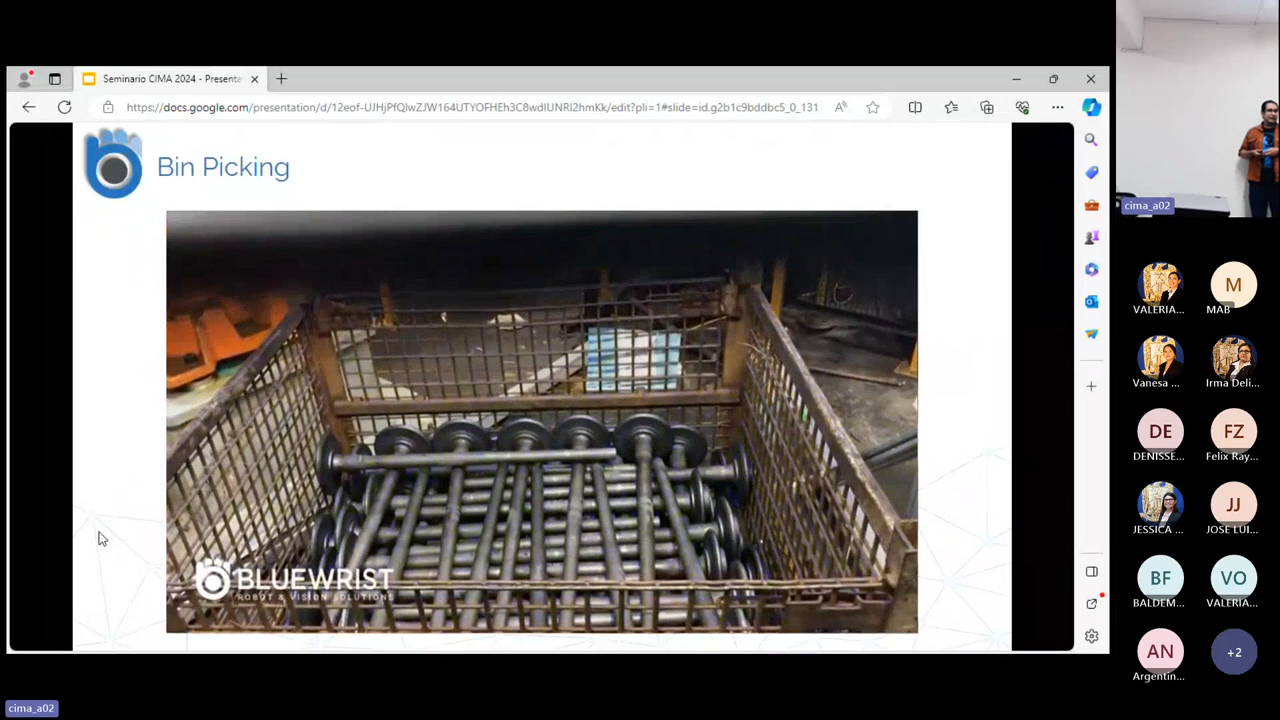 Seminario CIMA 2024 - Presenta
https://docs.google.com/presentation/d/12eof-UJHjPfQlwZJW164UTYOFHEh3C8wdIUNRI2hmKk/edit?pli=1#slide=id.g2b1c9bddbc5_0_131
Bin Picking
BLUEWRIST
ROBOT & VISION SOLUTIONS
cima_a02
VALERIA...
M
MAB
Vanesa ...
Irma Deli...
DE
DENISSE...
FZ
Felix Ray...
JESSICA ...
JJ
JOSE LUI...
BF
BALDEM...
VO
VALERIA...
AN
Argentin...
+2
cima_a02